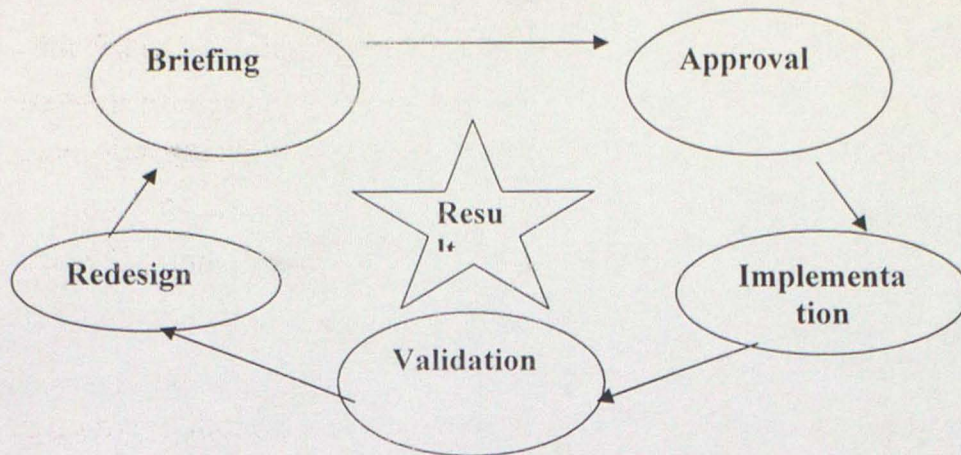 Briefing
Approval
Resu
lt
Redesign
Implementa
tion
Validation